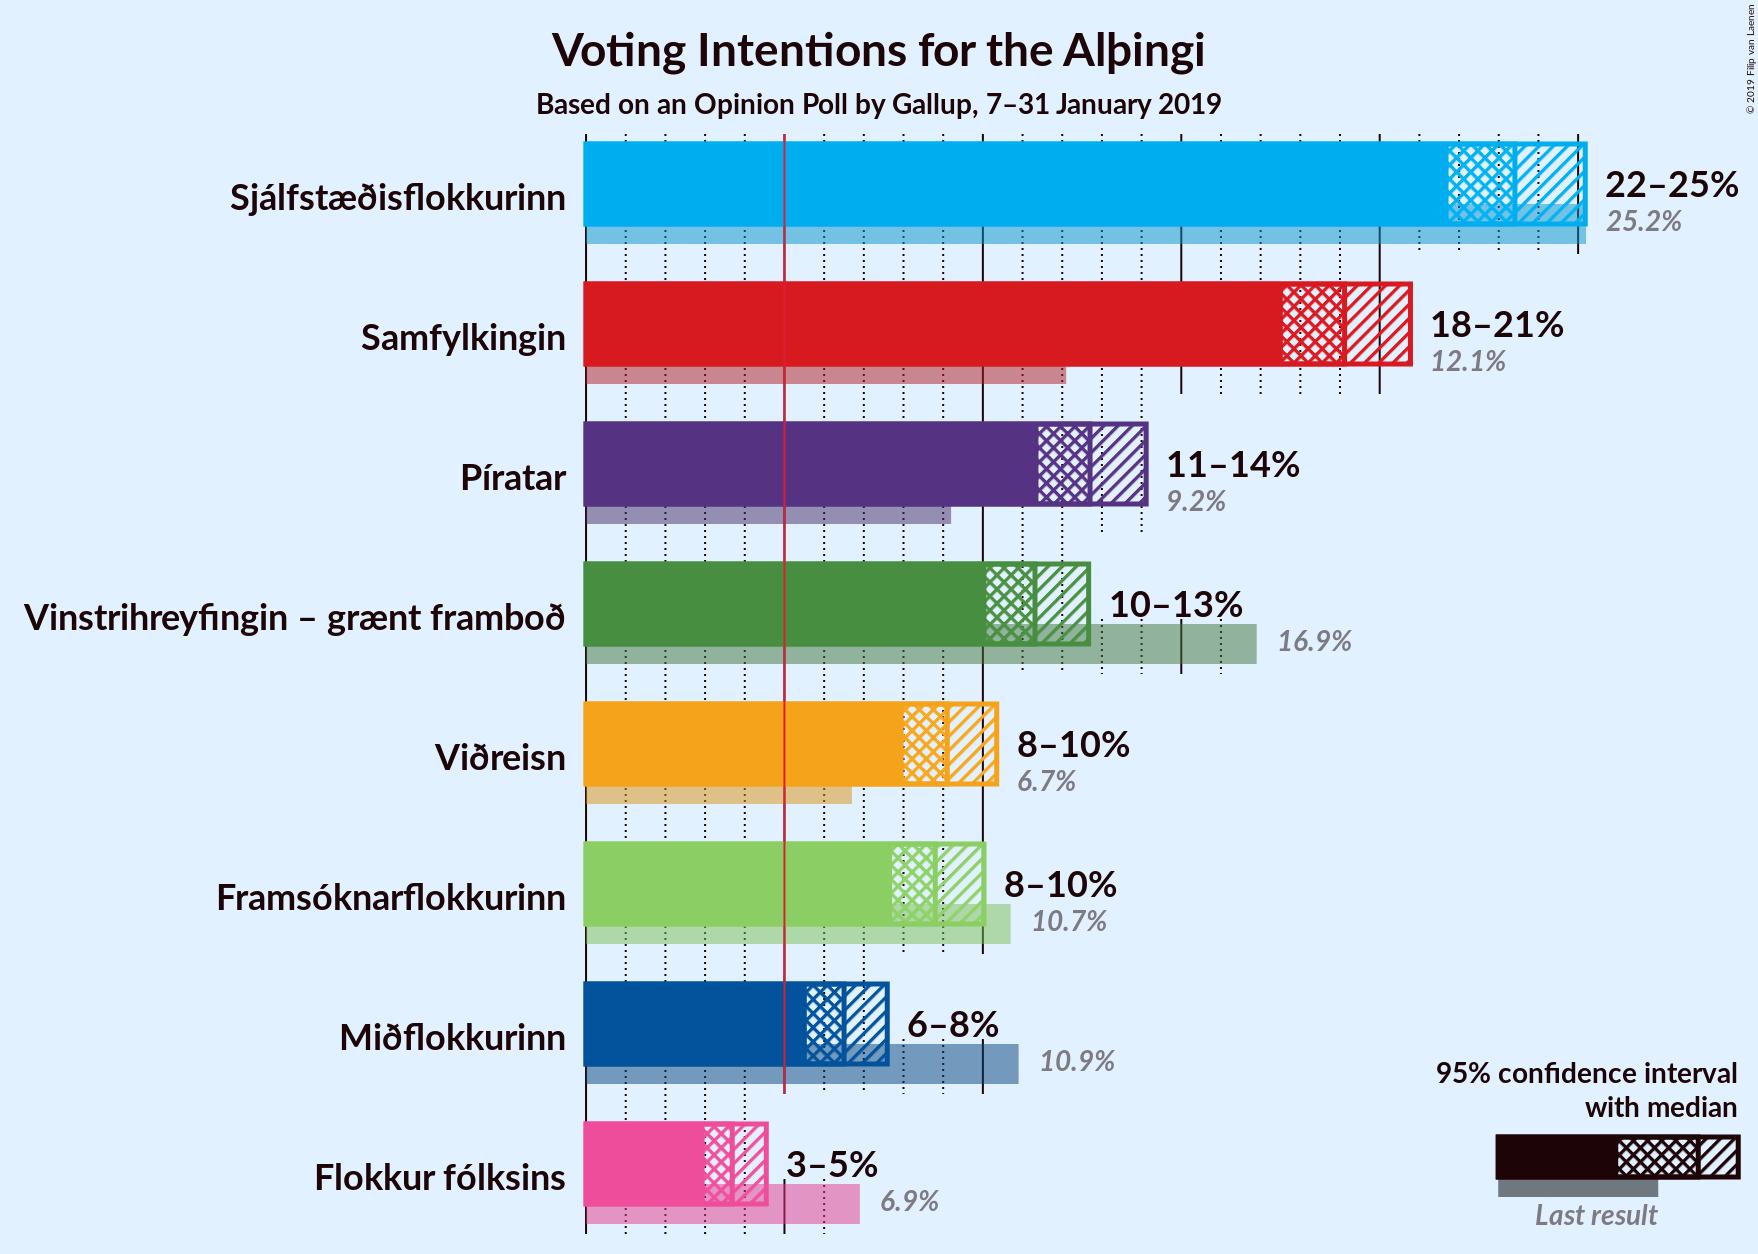 Voting Intentions for the Alþingi
Based on an Opinion Poll by Gallup, 7–31 January 2019
© 2019 Filip van Laenen
Sjálfstæðisflokkurinn
22–25%
25.2%
Samfylkingin
18–21%
12.1%
Píratar
11–14%
9.2%
Vinstrihreyfingin – grænt framboð
10–13%
16.9%
Viðreisn
8–10%
6.7%
Framsóknarflokkurinn
8–10%
10.7%
Miðflokkurinn
6–8%
10.9%
Flokkur fólksins
3–5%
6.9%
95% confidence interval
with median
Last result